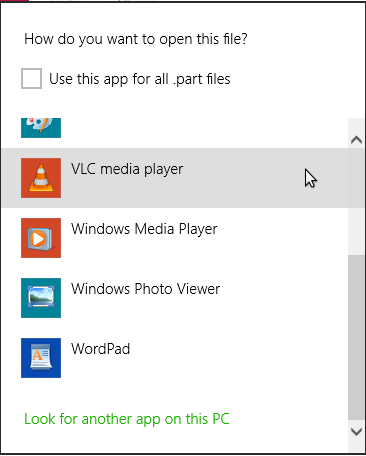 How do you want to open this file?
Use this app for all .part files
VLC media player
Windows Media Player
Windows Photo Viewer
WordPad
Look for another app on this PC